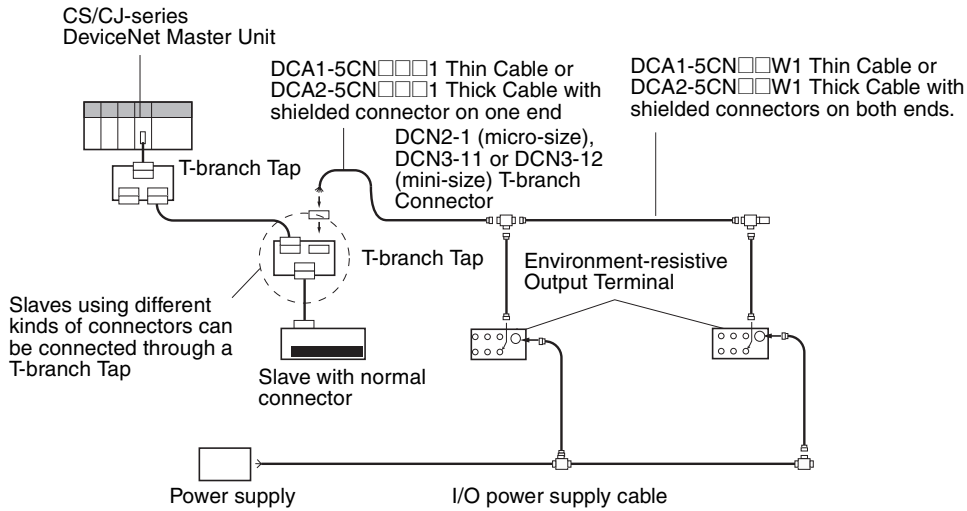 CS/CJ-series
DeviceNet Master Unit
DCA1-5CN□□□1 Thin Cable or
DCA2-5CN□□□1 Thick Cable with
shielded connector on one end
DCA1-5CN□□W1 Thin Cable or
DCA2-5CN□□W1 Thick Cable with
shielded connectors on both ends.
DCN2-1 (micro-size),
DCN3-11 or DCN3-12
(mini-size) T-branch
Connector
T-branch Tap
T-branch Tap
Environment-resistive
Output Terminal
Slaves using different
kinds of connectors can
be connected through a
T-branch Tap
Slave with normal
connector
Power supply
I/O power supply cable